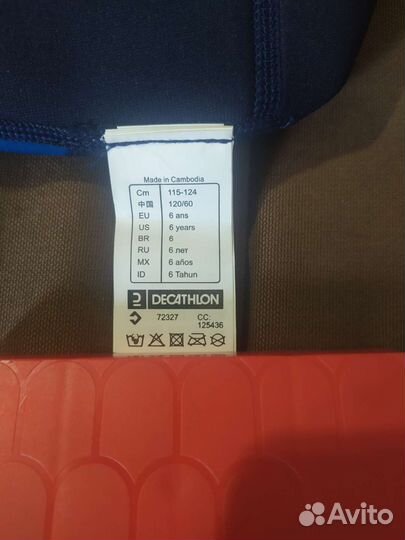 Made in Cambodia
Cm 115-124
中国 120/60
EU 6 ans
US 6 years
BR 6
RU 6 лет
MX 6 años
ID 6 Tahun
DECATHLON
72327 CC: 125436
Avito